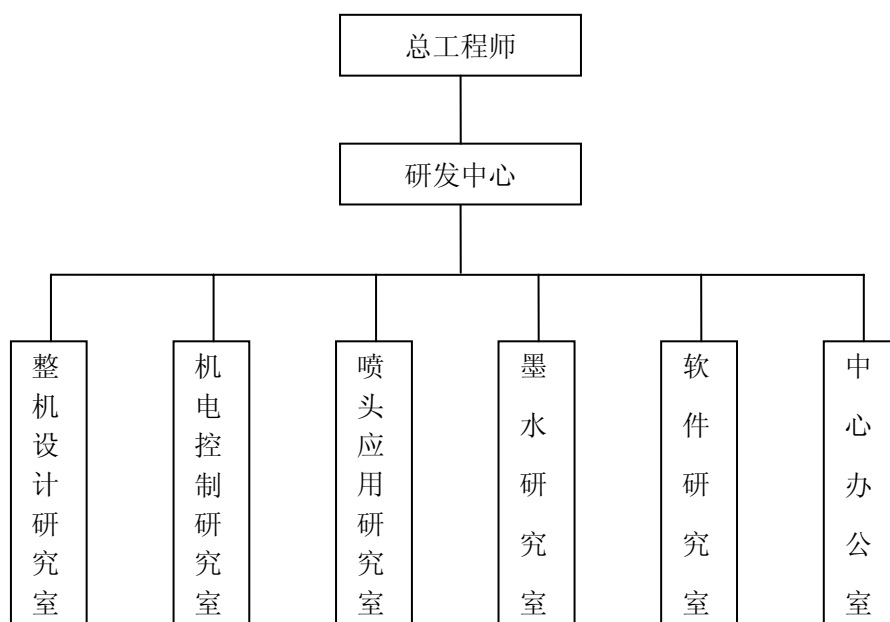 总工程师
研发中心
整机设计研究室
机电控制研究室
喷头应用研究室
墨水研究室
软件研究室
中心办公室